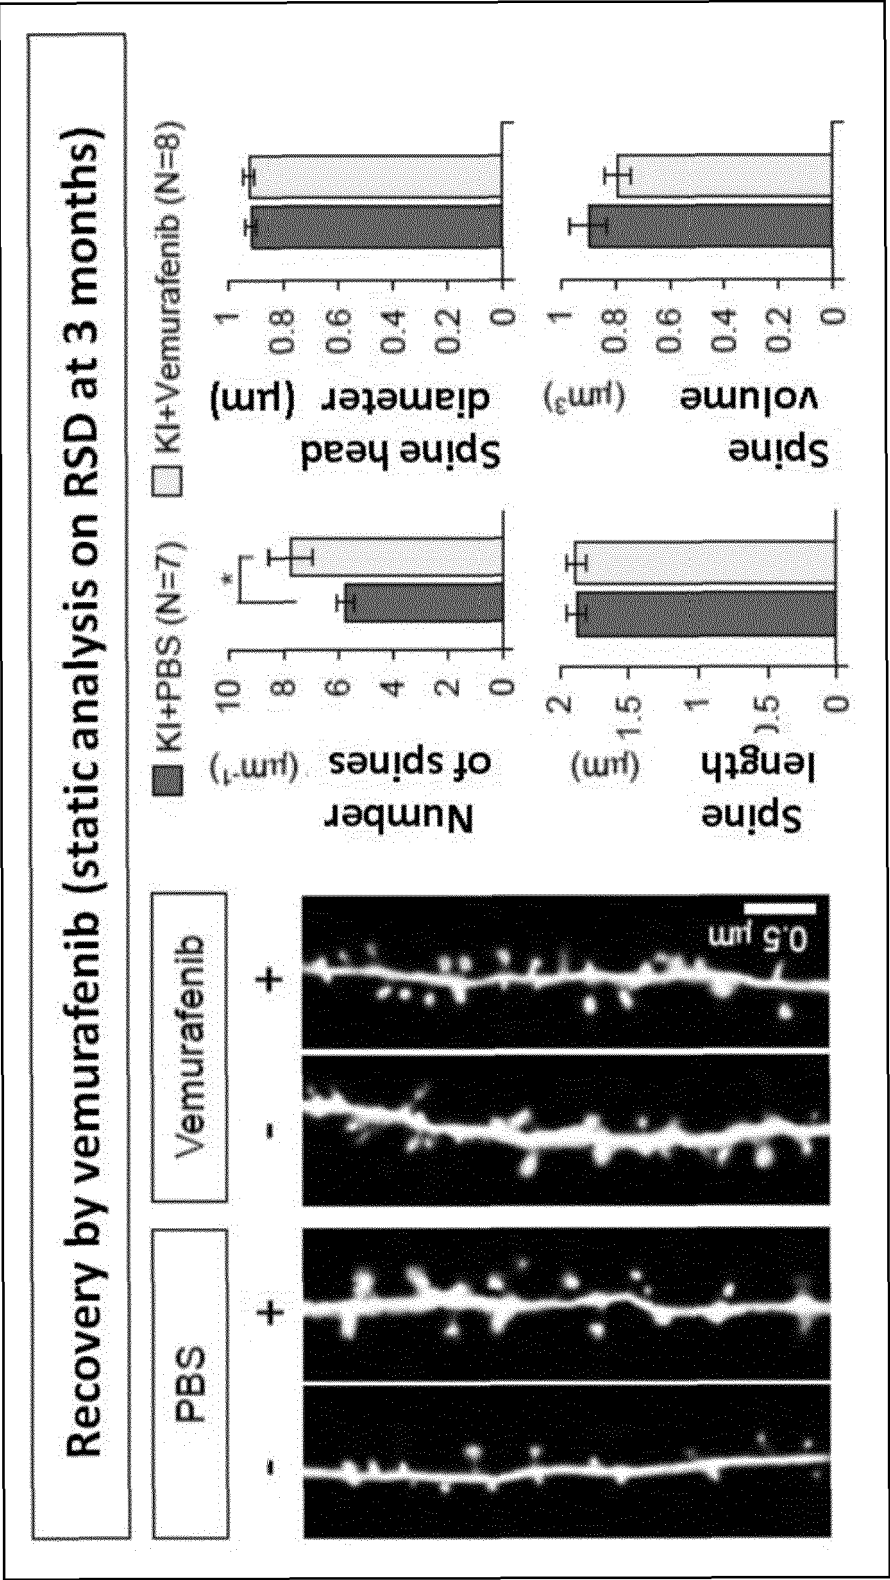 Recovery by vemurafenib (static analysis on RSD at 3 months)
PBS
Vemurafenib
-
+
-
+
0.5 μm
KI+PBS (N=7)
KI+Vemurafenib (N=8)
Number
of spines
(μm⁻¹)
10
8
6
4
2
0
*
Spine head
diameter (μm)
1
0.8
0.6
0.4
0.2
0
Spine
length
(μm)
2
1.5
1
).5
0
Spine
volume
(μm³)
1
0.8
0.6
0.4
0.2
0